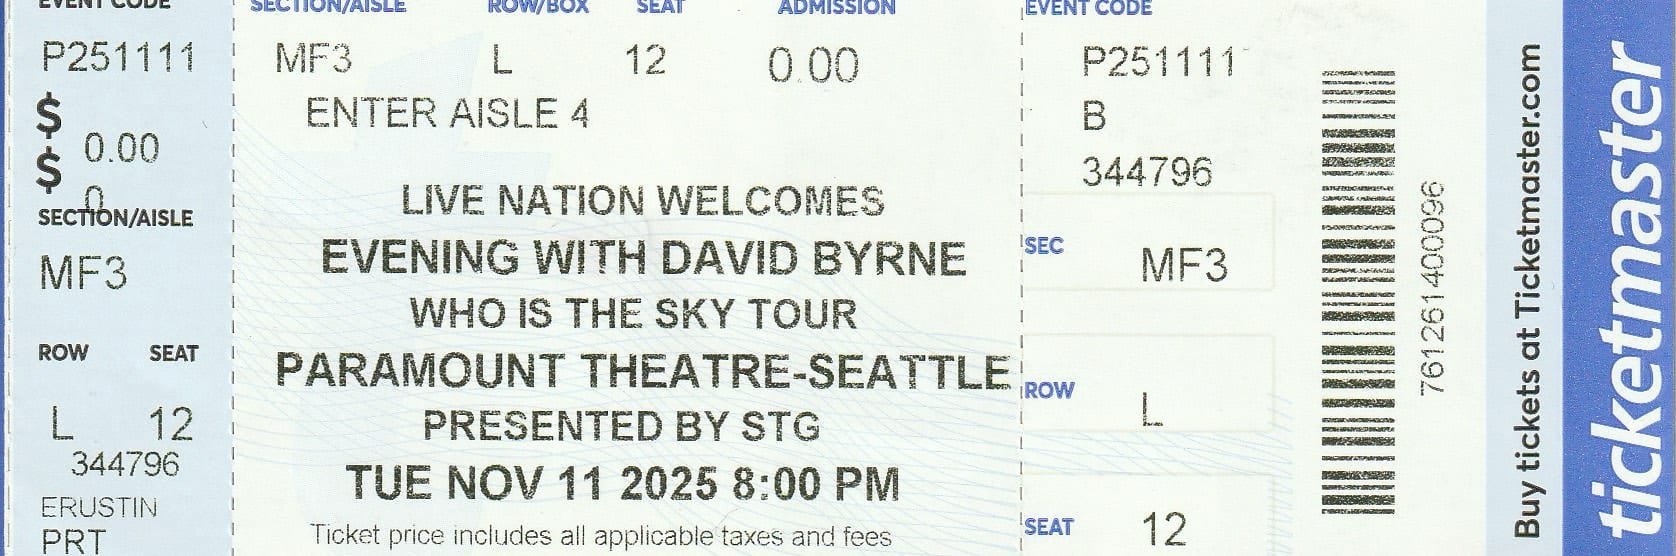 EVENT CODE
P251111
$
0.00
$
0
SECTION/AISLE
MF3
ROW SEAT
L 12
344796
ERUSTIN
PRT
SECTION/AISLE ROW/BOX SEAT ADMISSION
MF3 L 12 0.00
ENTER AISLE 4
LIVE NATION WELCOMES
EVENING WITH DAVID BYRNE
WHO IS THE SKY TOUR
PARAMOUNT THEATRE-SEATTLE
PRESENTED BY STG
TUE NOV 11 2025 8:00 PM
Ticket price includes all applicable taxes and fees
EVENT CODE
P251111
B
344796
SEC MF3
ROW L
SEAT 12
761261400096
Buy tickets at Ticketmaster.com
ticketmaster